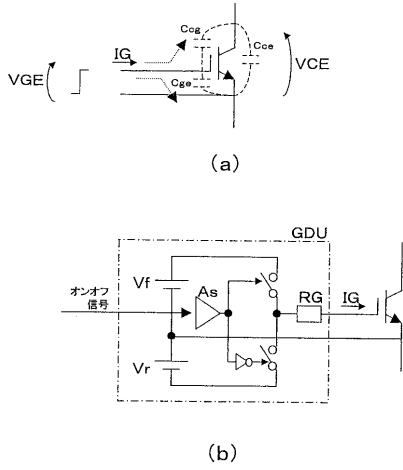 Ccg
IG
VGE
Cce
VCE
Cge
(a)
GDU
オンオフ
信号
Vf
As
RG
IG
Vr
(b)